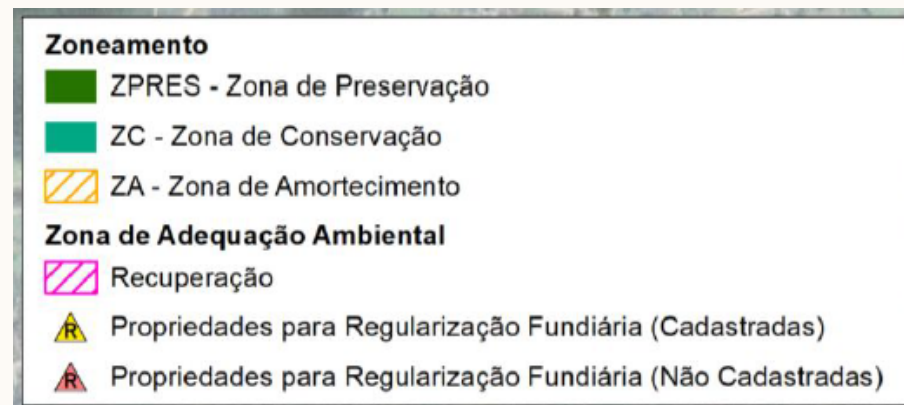 Zoneamento
ZPRES - Zona de Preservação
ZC - Zona de Conservação
ZA - Zona de Amortecimento
Zona de Adequação Ambiental
Recuperação
R Propriedades para Regularização Fundiária (Cadastradas)
R Propriedades para Regularização Fundiária (Não Cadastradas)